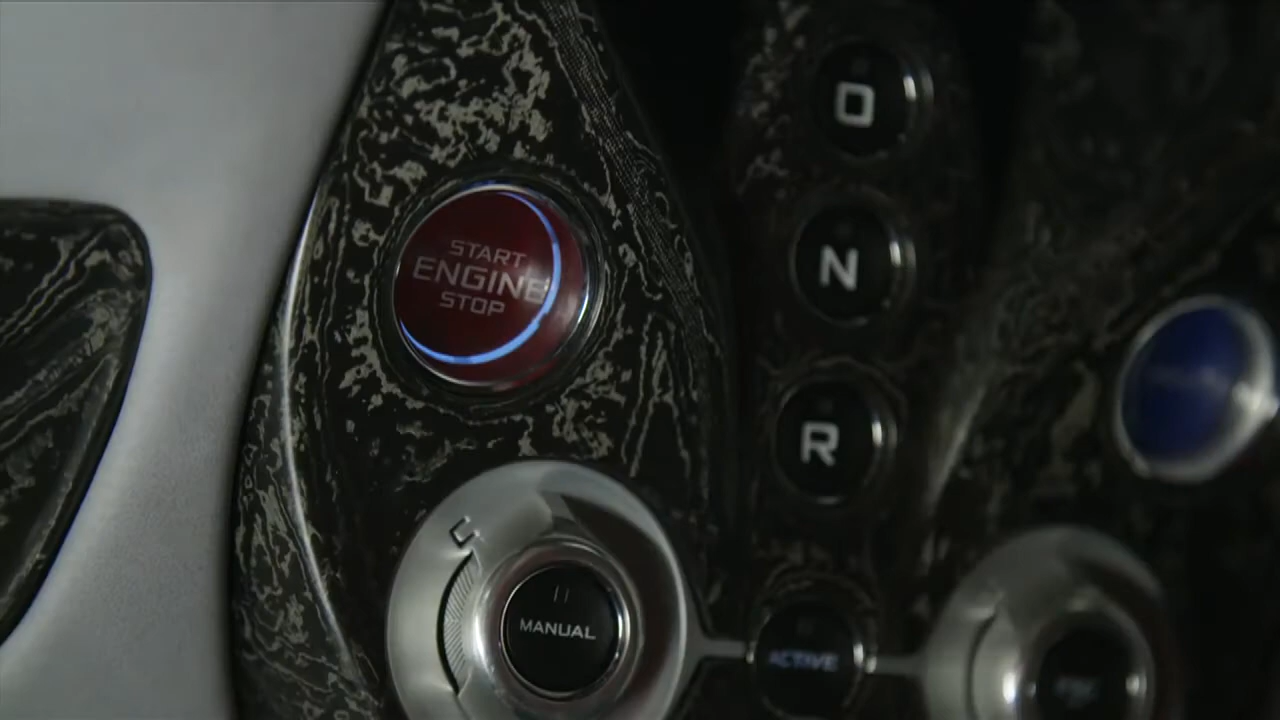 START
ENGINE
STOP
D
N
R
C
MANUAL
ACTIVE